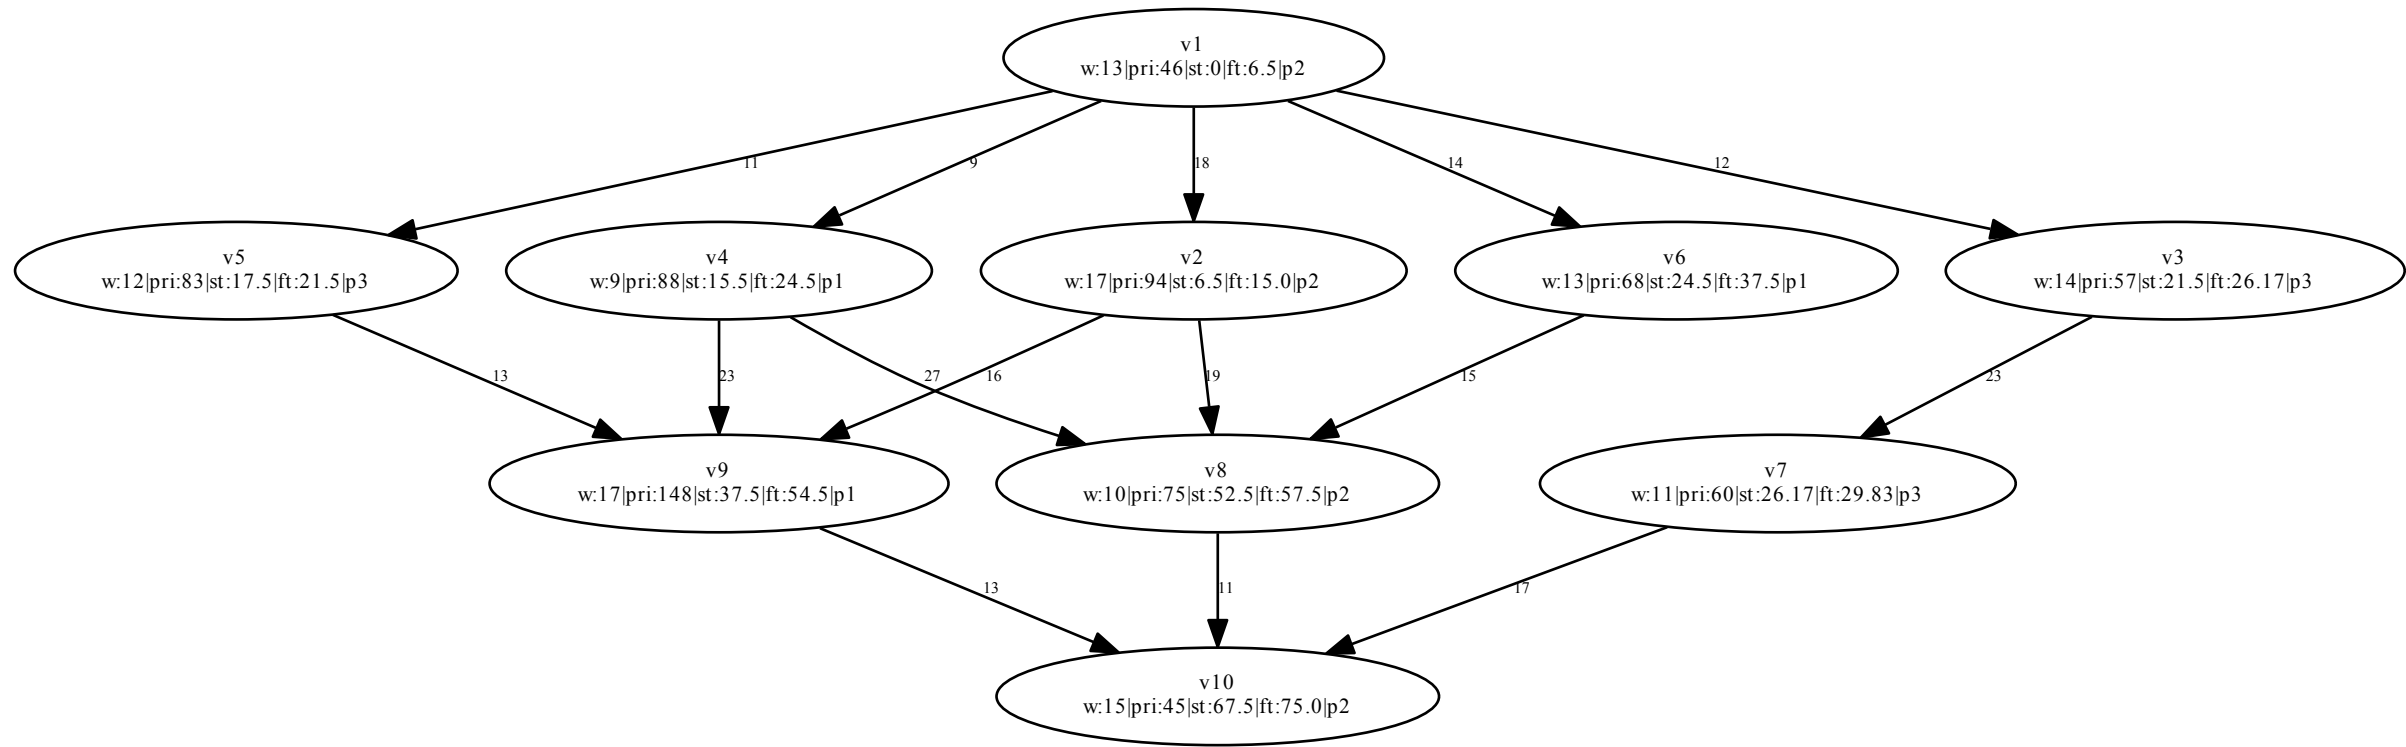 v1
w:13|pri:46|st:0|ft:6.5|p2
11
9
18
14
12
v5
w:12|pri:83|st:17.5|ft:21.5|p3
v4
w:9|pri:88|st:15.5|ft:24.5|p1
v2
w:17|pri:94|st:6.5|ft:15.0|p2
v6
w:13|pri:68|st:24.5|ft:37.5|p1
v3
w:14|pri:57|st:21.5|ft:26.17|p3
13
23
27
16
19
15
23
v9
w:17|pri:148|st:37.5|ft:54.5|p1
v8
w:10|pri:75|st:52.5|ft:57.5|p2
v7
w:11|pri:60|st:26.17|ft:29.83|p3
13
11
17
v10
w:15|pri:45|st:67.5|ft:75.0|p2